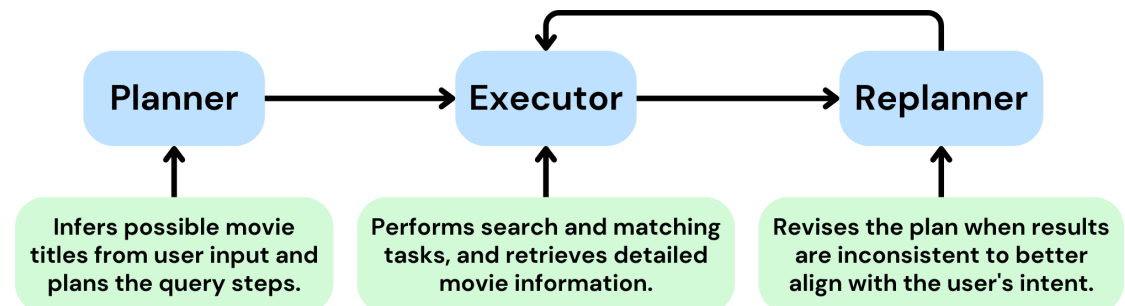 Planner
Executor
Replanner
Infers possible movie
titles from user input and
plans the query steps.
Performs search and matching
tasks, and retrieves detailed
movie information.
Revises the plan when results
are inconsistent to better
align with the user's intent.